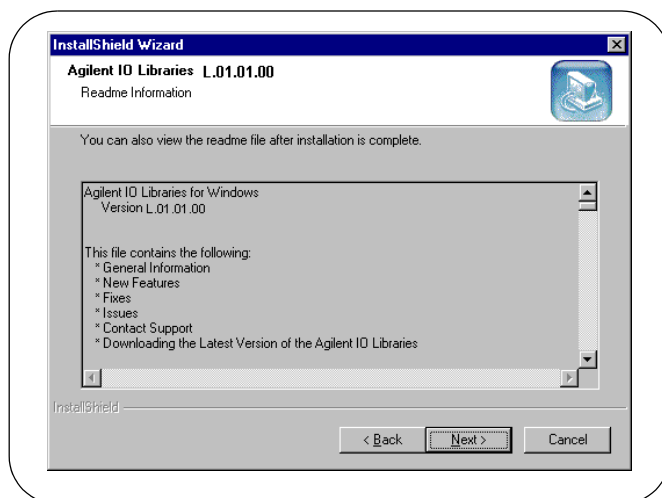 InstallShield Wizard
Agilent IO Libraries L.01.01.00
Readme Information
You can also view the readme file after installation is complete.
Agilent IO Libraries for Windows
Version L.01.01.00
This file contains the following:
* General Information
* New Features
* Fixes
* Issues
* Contact Support
* Downloading the Latest Version of the Agilent IO Libraries
InstallShield
< Back
Next >
Cancel